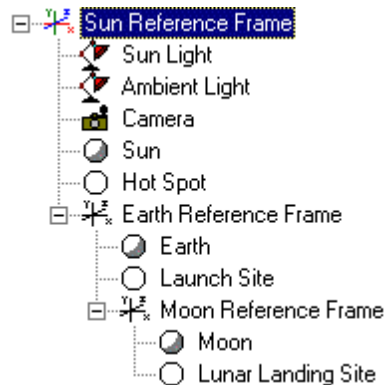 Sun Reference Frame
Sun Light
Ambient Light
Camera
Sun
Hot Spot
Earth Reference Frame
Earth
Launch Site
Moon Reference Frame
Moon
Lunar Landing Site